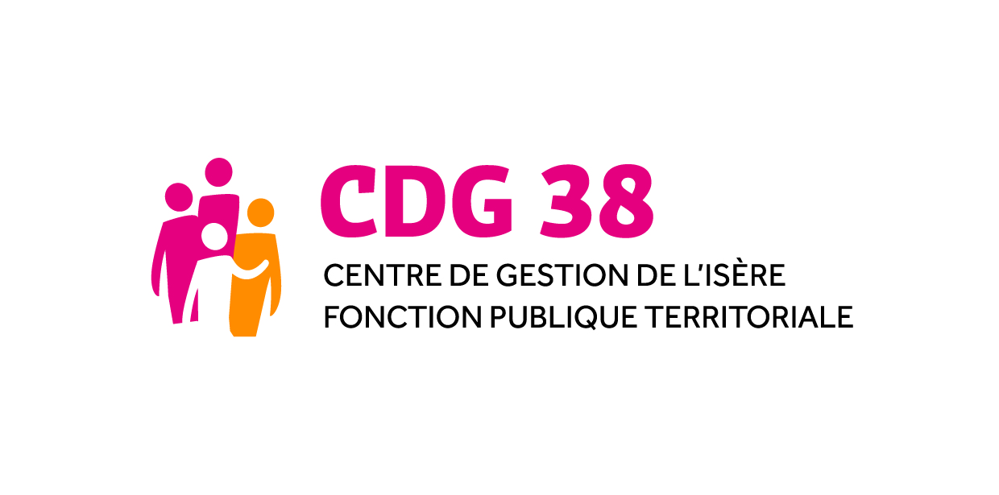 CDG 38
CENTRE DE GESTION DE L’ISÈRE
FONCTION PUBLIQUE TERRITORIALE